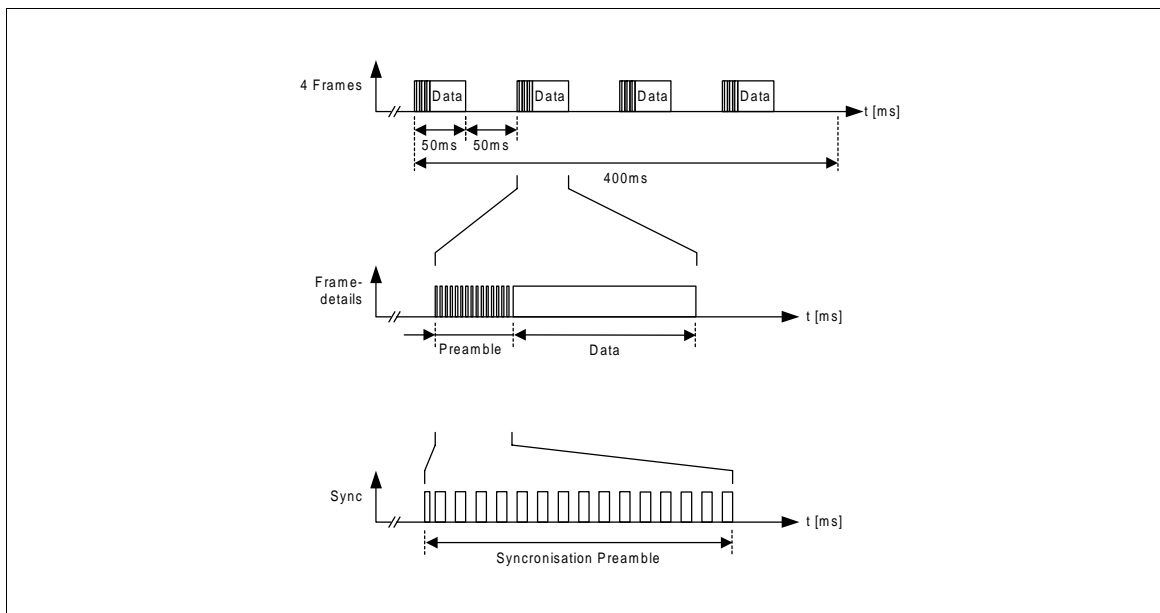 4 Frames
Data
Data
Data
Data
t [ms]
50ms
50ms
400ms
Frame-
details
t [ms]
Preamble
Data
Sync
t [ms]
Syncronisation Preamble